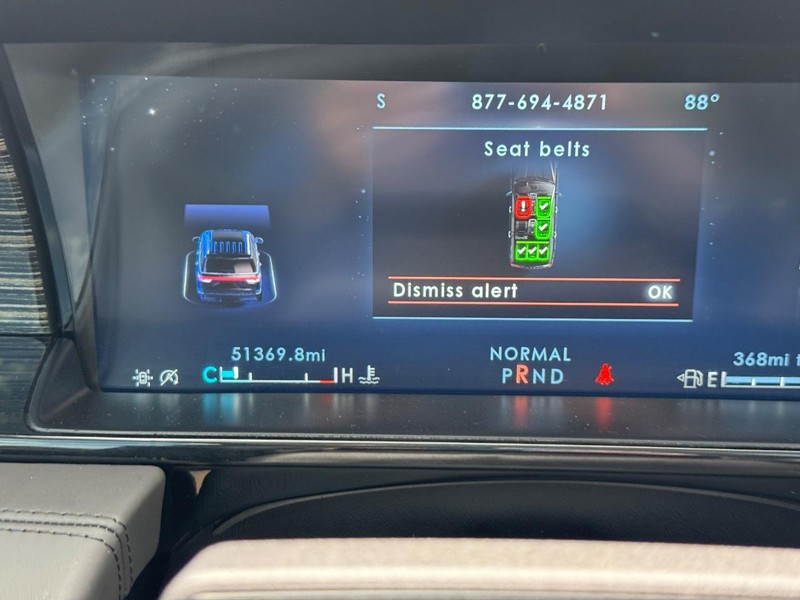 S 877-694-4871 88°
Seat belts
Dismiss alert OK
51369.8mi NORMAL 368mi t
C H PRND E